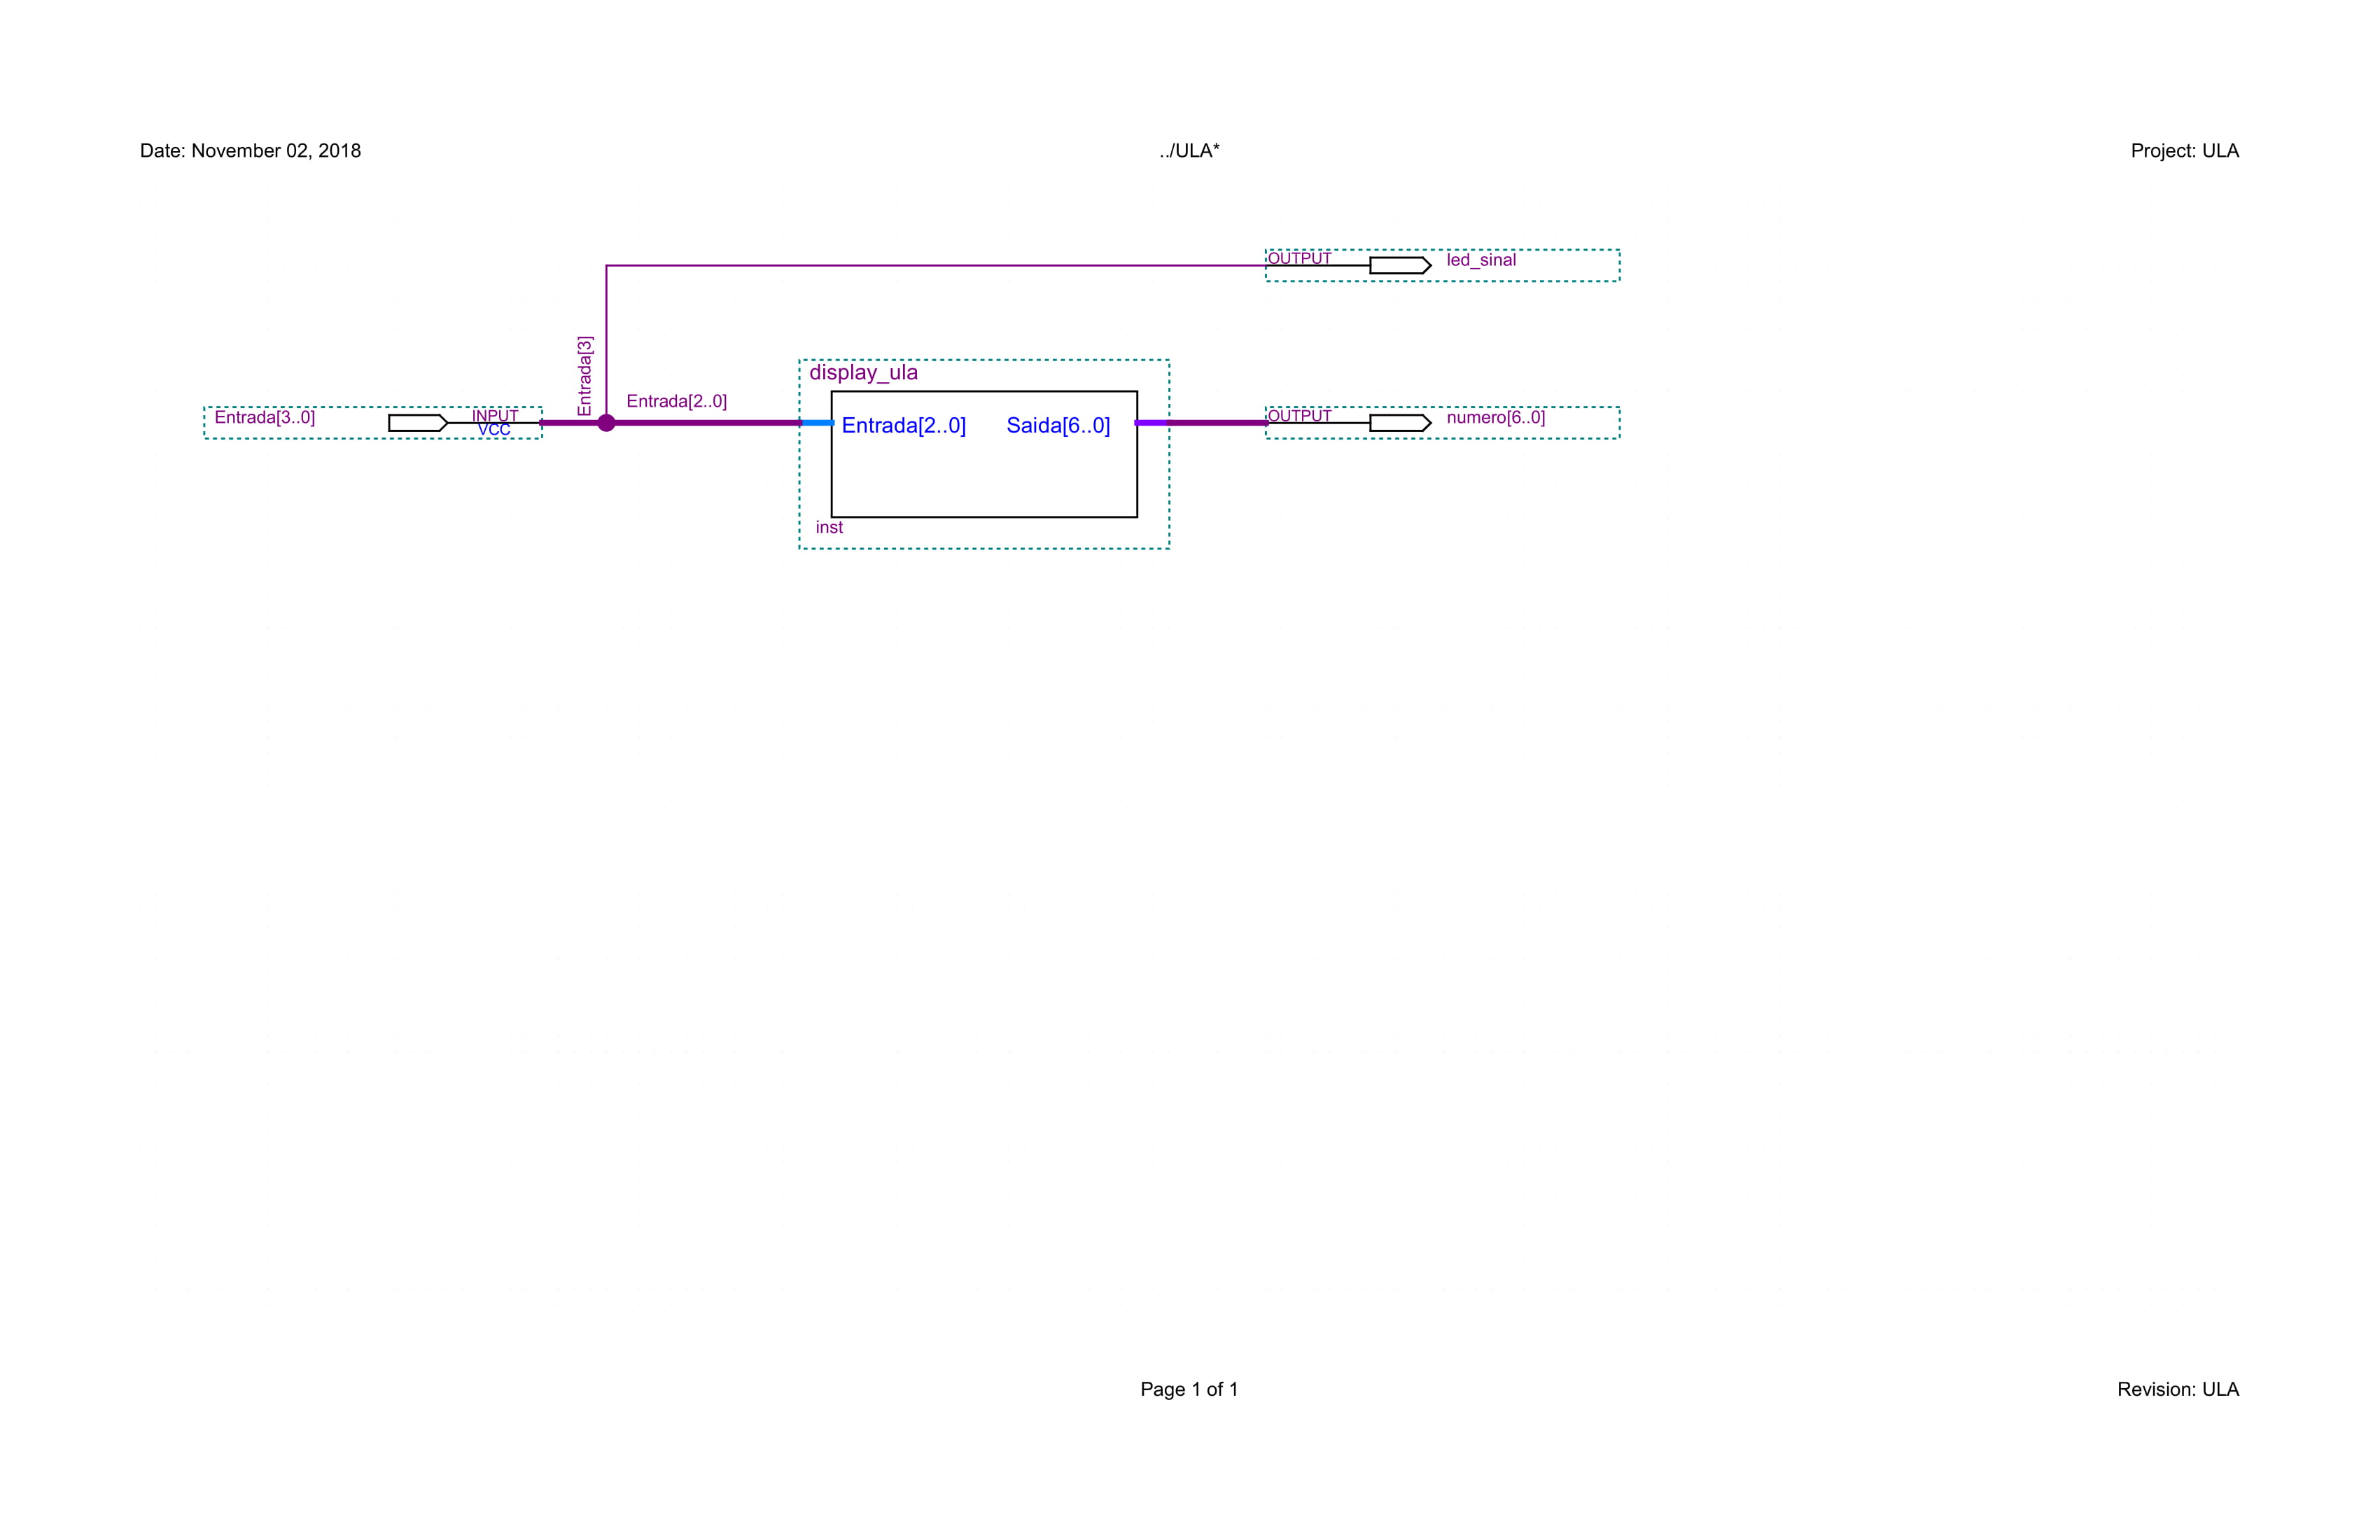 Date: November 02, 2018
../ULA*
Project: ULA
OUTPUT
led_sinal
Entrada[3]
Entrada[2..0]
display_ula
Entrada[3..0]
INPUT
VCC
Entrada[2..0]
Saida[6..0]
OUTPUT
numero[6..0]
inst
Page 1 of 1
Revision: ULA